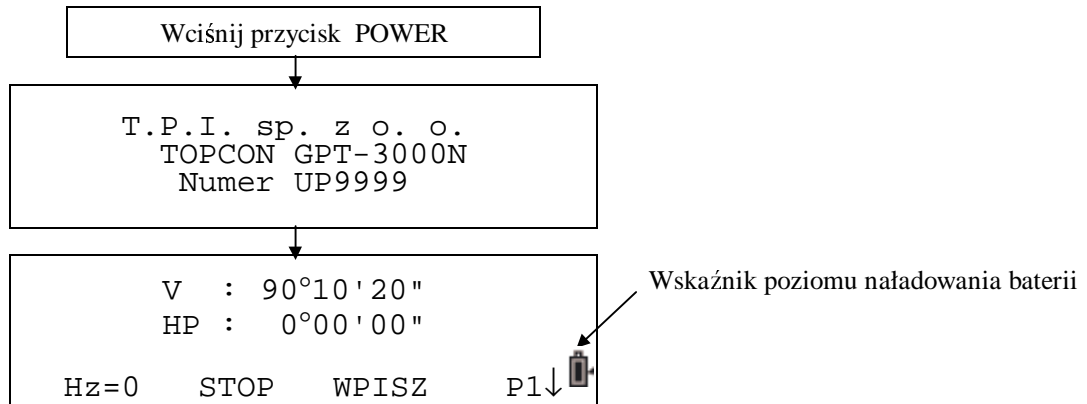 Wciśnij przycisk POWER
T.P.I. sp. z o. o.
TOPCON GPT-3000N
Numer UP9999
V : 90°10'20"
HP : 0°00'00"
Wskaźnik poziomu naładowania baterii
Hz=0 STOP WPISZ P1↓